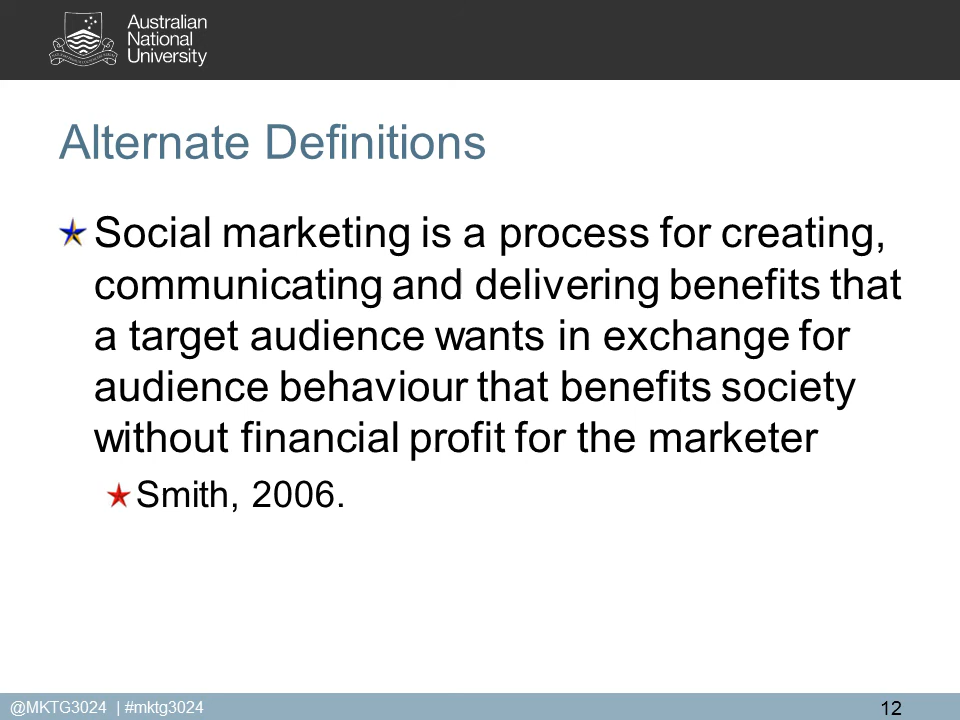 Australian
National
University
Alternate Definitions
Social marketing is a process for creating,
communicating and delivering benefits that
a target audience wants in exchange for
audience behaviour that benefits society
without financial profit for the marketer
Smith, 2006.
@MKTG3024 | #mktg3024
12